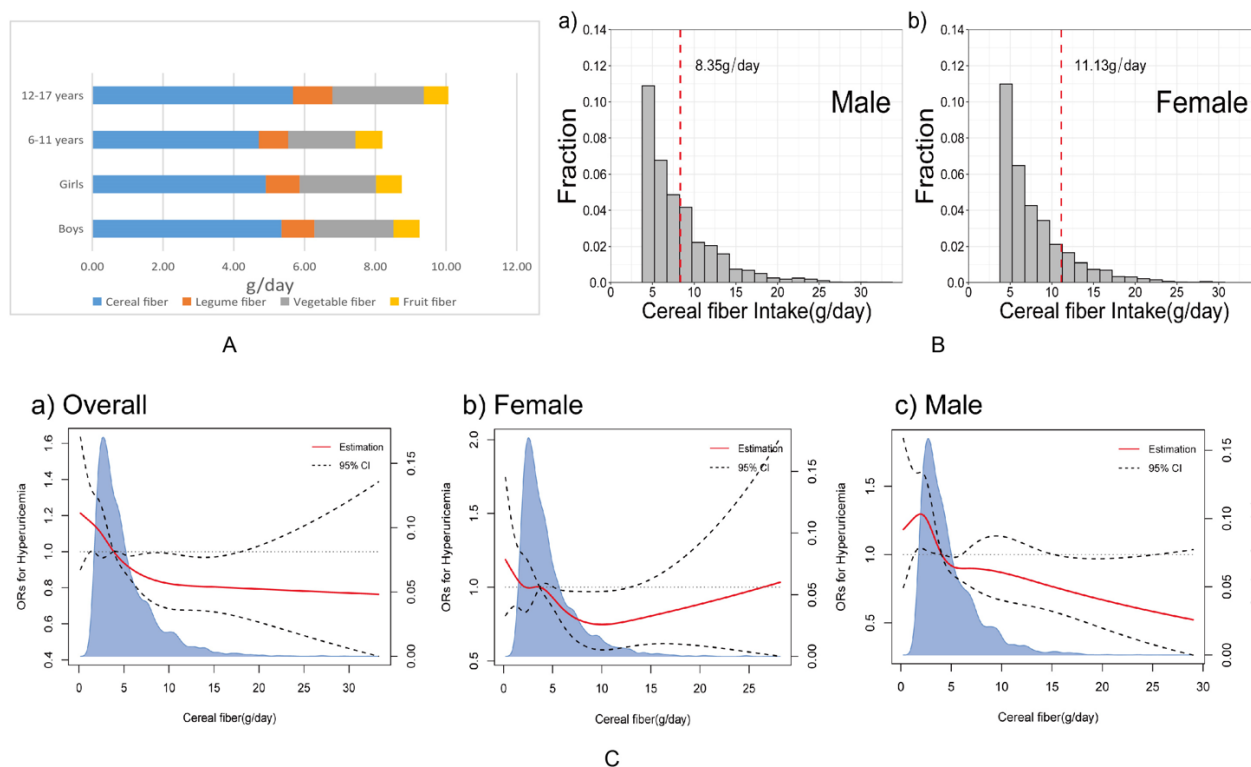 12-17 years
6-11 years
Girls
Boys
0.00 2.00 4.00 6.00 8.00 10.00 12.00
g/day
Cereal fiber Legume fiber Vegetable fiber Fruit fiber
A
a)
0.14
0.12
0.10
0.08
0.06
0.04
0.02
0.0
Fraction
8.35g/day
Male
0 5 10 15 20 25 30
Cereal fiber Intake(g/day)
b)
0.14
0.12
0.10
0.08
0.06
0.04
0.02
0.0
Fraction
11.13g/day
Female
0 5 10 15 20 25 30
Cereal fiber Intake(g/day)
B
a) Overall
1.6
1.4
1.2
1.0
0.8
0.6
0.4
ORs for Hyperuricemia
Estimation
95% CI
0.15
0.10
0.05
0.00
0 5 10 15 20 25 30
Cereal fiber(g/day)
b) Female
2.0
1.5
1.0
0.5
ORs for Hyperuricemia
Estimation
95% CI
0.15
0.10
0.05
0.00
0 5 10 15 20 25
Cereal fiber(g/day)
c) Male
1.5
1.0
0.5
ORs for Hyperuricemia
Estimation
95% CI
0.15
0.10
0.05
0.00
0 5 10 15 20 25 30
Cereal fiber(g/day)
C